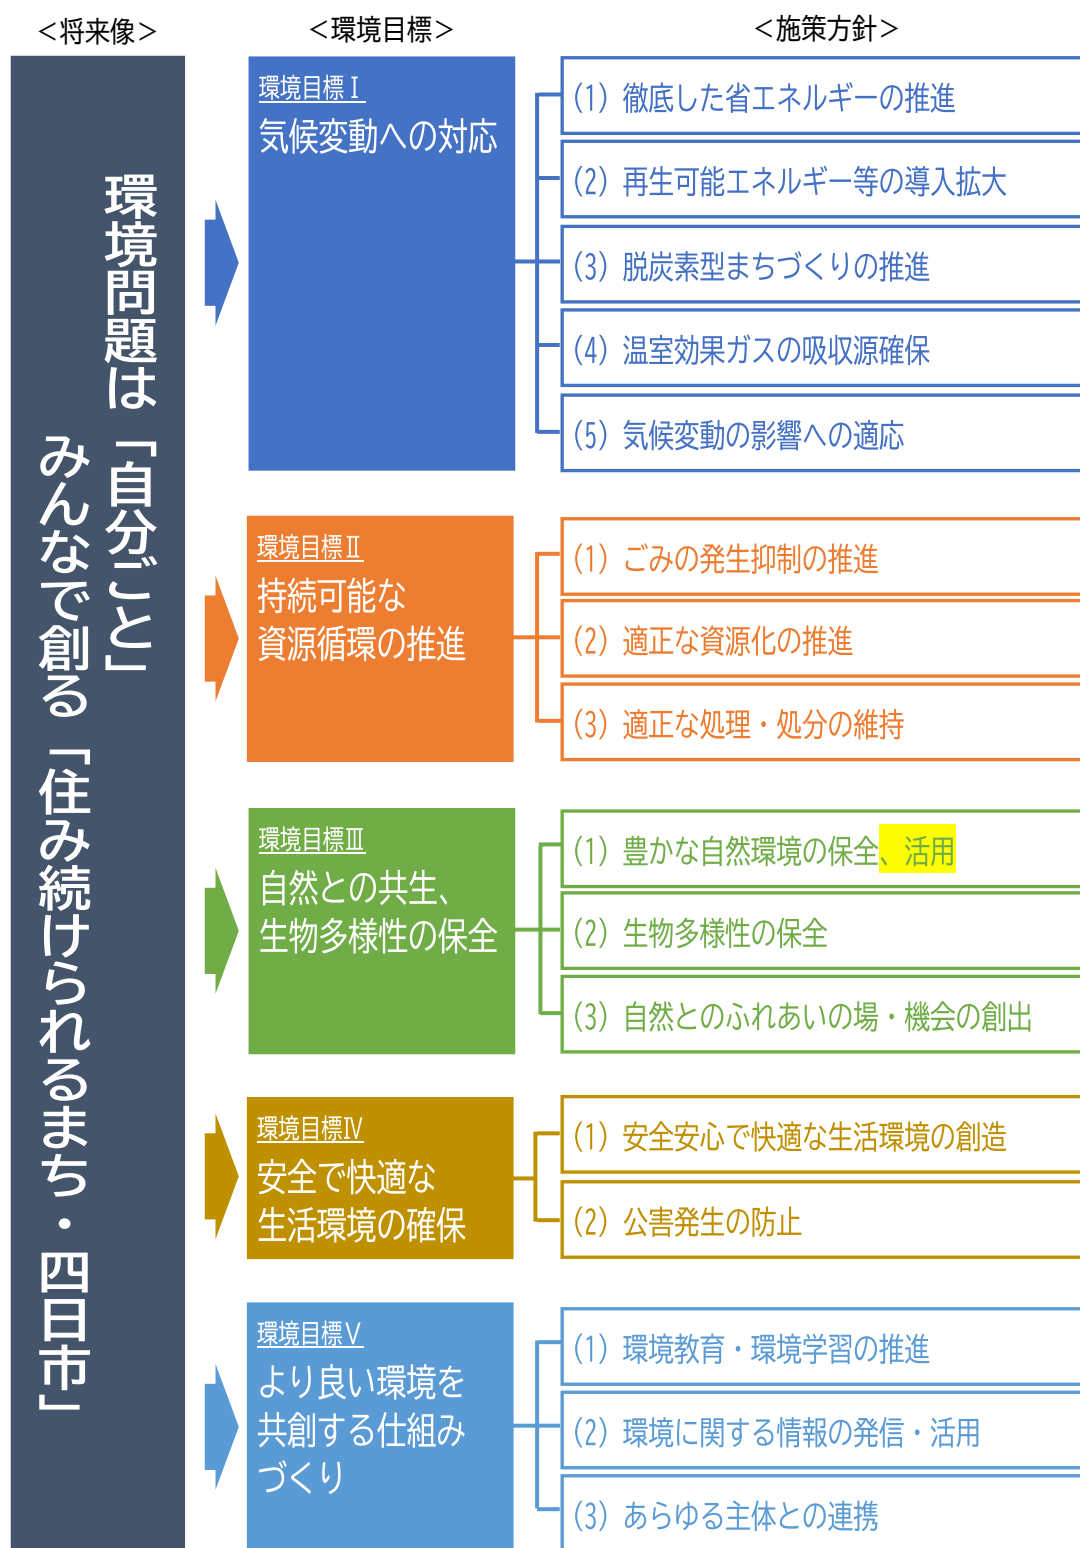 ＜将来像＞
＜環境目標＞
＜施策方針＞
環境問題は「自分ごと」
みんなで創る「住み続けられるまち・四日市」
環境目標Ⅰ
気候変動への対応
（1）徹底した省エネルギーの推進
（2）再生可能エネルギー等の導入拡大
（3）脱炭素型まちづくりの推進
（4）温室効果ガスの吸収源確保
（5）気候変動の影響への適応
環境目標Ⅱ
持続可能な
資源循環の推進
（1）ごみの発生抑制の推進
（2）適正な資源化の推進
（3）適正な処理・処分の維持
環境目標Ⅲ
自然との共生、
生物多様性の保全
（1）豊かな自然環境の保全、活用
（2）生物多様性の保全
（3）自然とのふれあいの場・機会の創出
環境目標Ⅳ
安全で快適な
生活環境の確保
（1）安全安心で快適な生活環境の創造
（2）公害発生の防止
環境目標Ⅴ
より良い環境を
共創する仕組み
づくり
（1）環境教育・環境学習の推進
（2）環境に関する情報の発信・活用
（3）あらゆる主体との連携